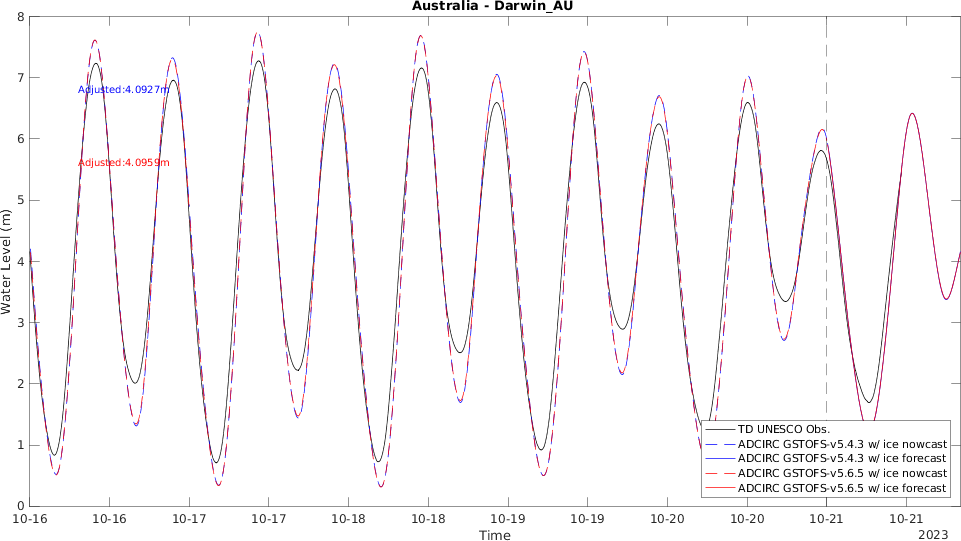 Australia - Darwin_AU
8
7
6
5
4
3
2
1
0
Water Level (m)
Adjusted:4.0927m
Adjusted:4.0959m
TD UNESCO Obs.
ADCIRC GSTOFS-v5.4.3 w/ ice nowcast
ADCIRC GSTOFS-v5.4.3 w/ ice forecast
ADCIRC GSTOFS-v5.6.5 w/ ice nowcast
ADCIRC GSTOFS-v5.6.5 w/ ice forecast
10-16 10-16 10-17 10-17 10-18 10-18 10-19 10-19 10-20 10-20 10-21 10-21
Time
2023